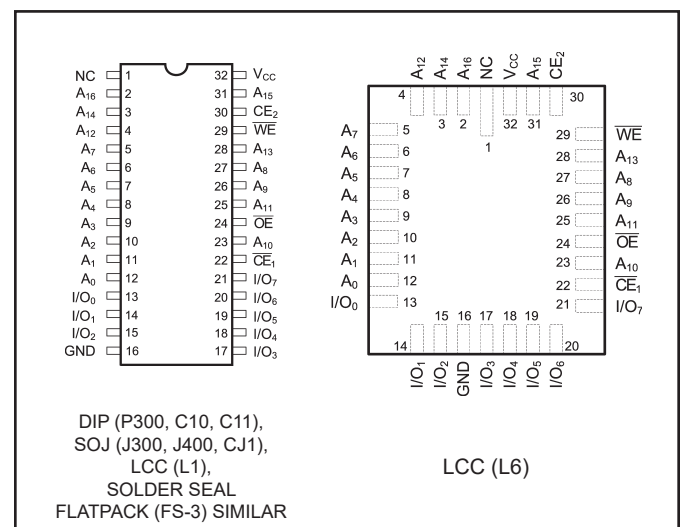 NC 1 32 VCC
A16 2 31 A15
A14 3 30 CE2
A12 4 29 W̅E̅
A7 5 28 A13
A6 6 27 A8
A5 7 26 A9
A4 8 25 A11
A3 9 24 O̅E̅
A2 10 23 A10
A1 11 22 C̅E̅1
A0 12 21 I/O7
I/O0 13 20 I/O6
I/O1 14 19 I/O5
I/O2 15 18 I/O4
GND 16 17 I/O3
DIP (P300, C10, C11),
SOJ (J300, J400, CJ1),
LCC (L1),
SOLDER SEAL
FLATPACK (FS-3) SIMILAR
A12 A14 A16 NC VCC A15 CE2
4 3 2 1 32 31 30
A7 5 29 W̅E̅
A6 6 28 A13
A5 7 27 A8
A4 8 26 A9
A3 9 25 A11
A2 10 24 O̅E̅
A1 11 23 A10
A0 12 22 C̅E̅1
I/O0 13 21 I/O7
14 15 16 17 18 19 20
I/O1 I/O2 GND I/O3 I/O4 I/O5 I/O6
LCC (L6)